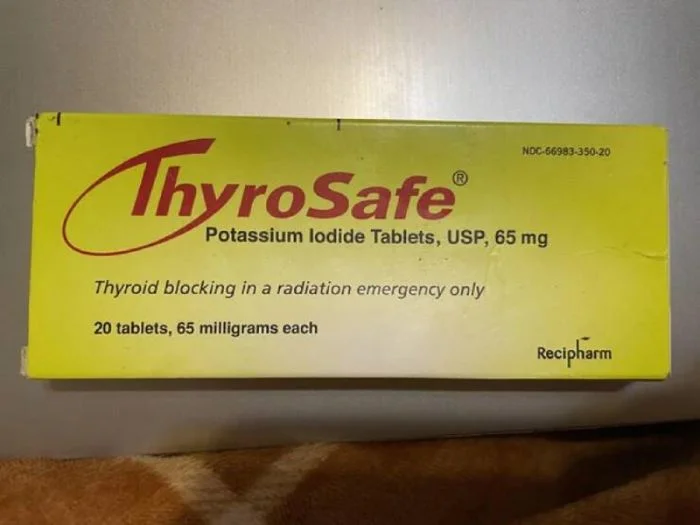 NDC-66983-350-20
ThyroSafe®
Potassium Iodide Tablets, USP, 65 mg
Thyroid blocking in a radiation emergency only
20 tablets, 65 milligrams each
Recipharm